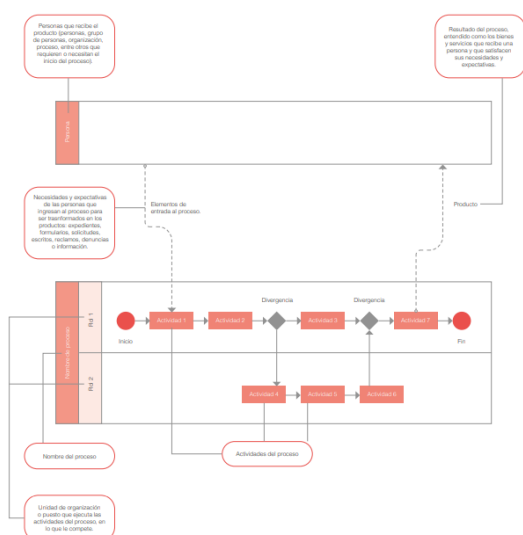 Personas que recibe el
producto (personas, grupo
de personas, organización,
proceso, entre otros que
requieren o necesitan el
inicio del proceso).
Resultado del proceso,
entendido como los bienes
y servicios que recibe una
persona y que satisfacen
sus necesidades y
expectativas.
Persona
Necesidades y expectativas
de las personas que
ingresan al proceso para
ser trasnformados en los
productos: expedientes,
formularios, solicitudes,
escritos, reclamos, denuncias
o información.
Elementos de
entrada al proceso
Producto
Nombre de proceso
Rol 1
Rol 2
Divergencia
Divergencia
Actividad 1
Actividad 2
Actividad 3
Actividad 7
Inicio
Fin
Actividad 4
Actividad 5
Actividad 6
Nombre del proceso
Actividades del proceso
Unidad de organización
o puesto que ejecuta las
actividades del proceso, en
lo que le compete.